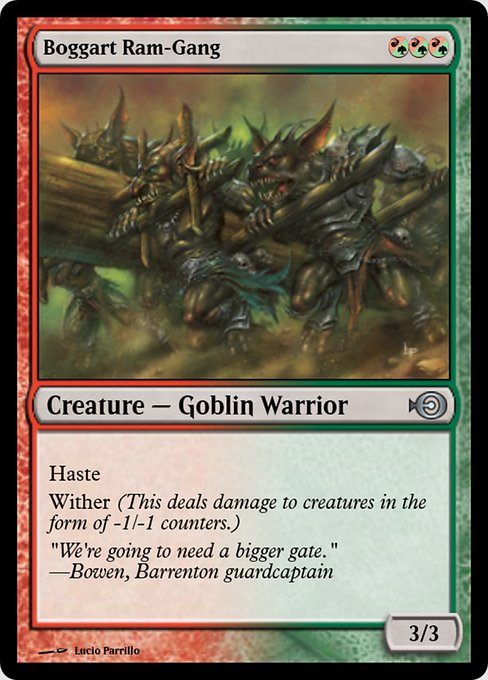 Boggart Ram-Gang
Creature — Goblin Warrior
Haste
Wither (This deals damage to creatures in the
form of -1/-1 counters.)
"We're going to need a bigger gate."
—Bowen, Barrenton guardcaptain
3/3
Lucio Parrillo